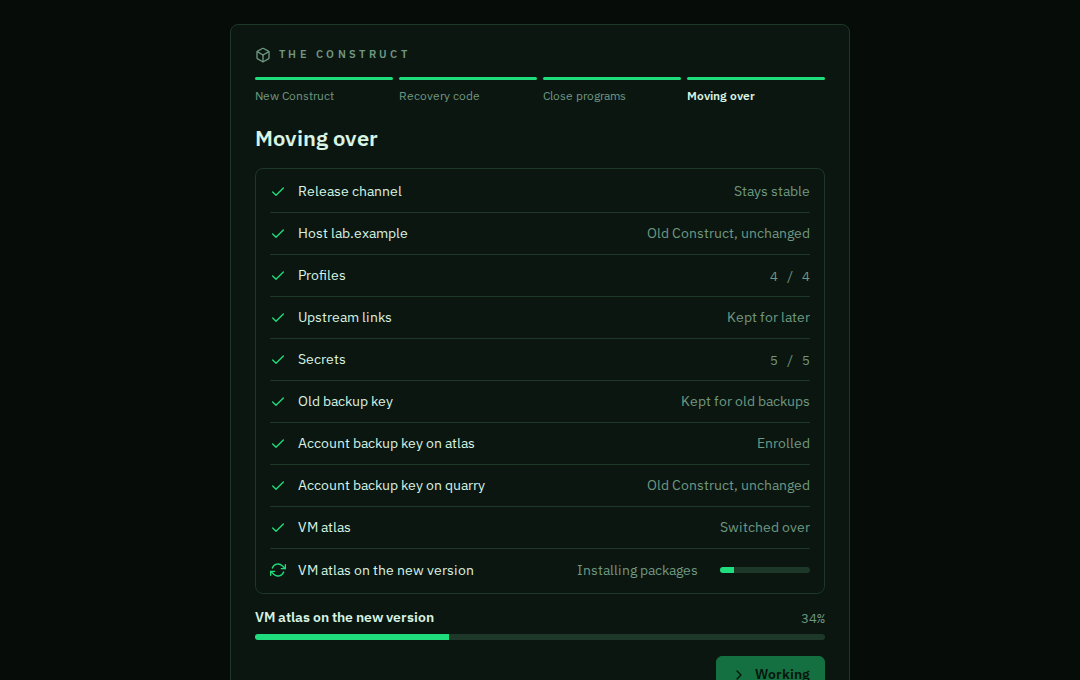 THE CONSTRUCT
New Construct Recovery code Close programs Moving over
Moving over
Release channel Stays stable
Host lab.example Old Construct, unchanged
Profiles 4 / 4
Upstream links Kept for later
Secrets 5 / 5
Old backup key Kept for old backups
Account backup key on atlas Enrolled
Account backup key on quarry Old Construct, unchanged
VM atlas Switched over
VM atlas on the new version Installing packages
VM atlas on the new version 34%
Working